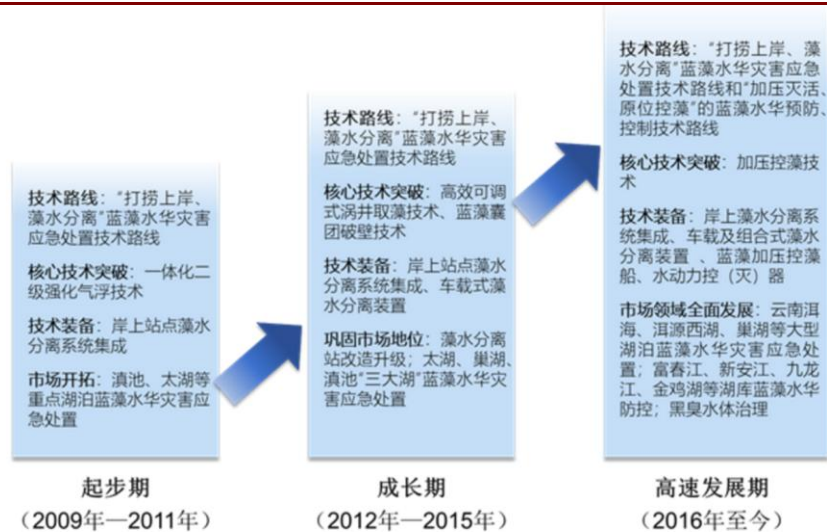 技术路线：“打捞上岸、
藻水分离”蓝藻水华灾害
应急处置技术路线
核心技术突破：一体化二
级强化气浮技术
技术装备：岸上站点藻水
分离系统集成
市场开拓：滇池、太湖等
重点湖泊蓝藻水华灾害应
急处置
起步期
（2009年—2011年）
技术路线：“打捞上岸、
藻水分离”蓝藻水华灾害
应急处置技术路线
核心技术突破：高效可调
式涡井取藻技术、蓝藻囊
团破壁技术
技术装备：岸上站点藻水
分离系统集成、车载式藻
水分离装置
巩固市场地位：藻水分离
站改造升级；太湖、巢湖、
滇池“三大湖”蓝藻水华灾
害应急处置
成长期
（2012年—2015年）
技术路线：“打捞上岸、藻
水分离”蓝藻水华灾害应急
处置技术路线和“加压灭活、
原位控藻”的蓝藻水华预防、
控制技术路线
核心技术突破：加压控藻技
术
技术装备：岸上藻水分离系
统集成、车载及组合式藻水
分离装置 、蓝藻加压控藻
船、水动力控（灭）器
市场领域全面发展：云南洱
海、洱源西湖、巢湖等大型
湖泊蓝藻水华灾害应急处
置；富春江、新安江、九龙
江、金鸡湖等湖库蓝藻水华
防控；黑臭水体治理
高速发展期
（2016年至今）